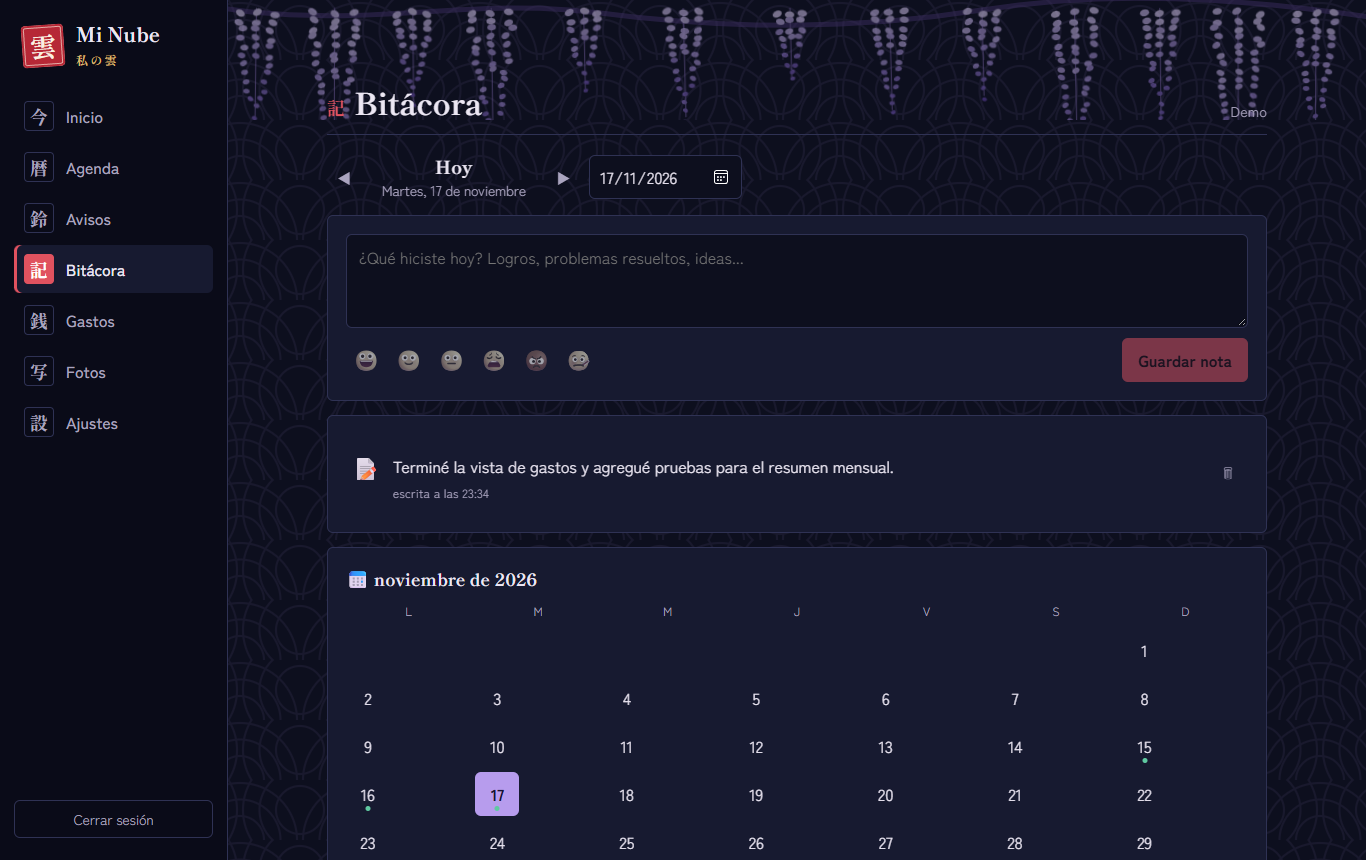 雲
Mi Nube
私の雲
今 Inicio
暦 Agenda
鈴 Avisos
記 Bitácora
銭 Gastos
写 Fotos
設 Ajustes
Cerrar sesión
記 Bitácora
Demo
◀ Hoy ▶
Martes, 17 de noviembre
17/11/2026
¿Qué hiciste hoy? Logros, problemas resueltos, ideas...
Guardar nota
Terminé la vista de gastos y agregué pruebas para el resumen mensual.
escrita a las 23:34
noviembre de 2026
L M M J V S D
1
2 3 4 5 6 7 8
9 10 11 12 13 14 15
16 17 18 19 20 21 22
23 24 25 26 27 28 29